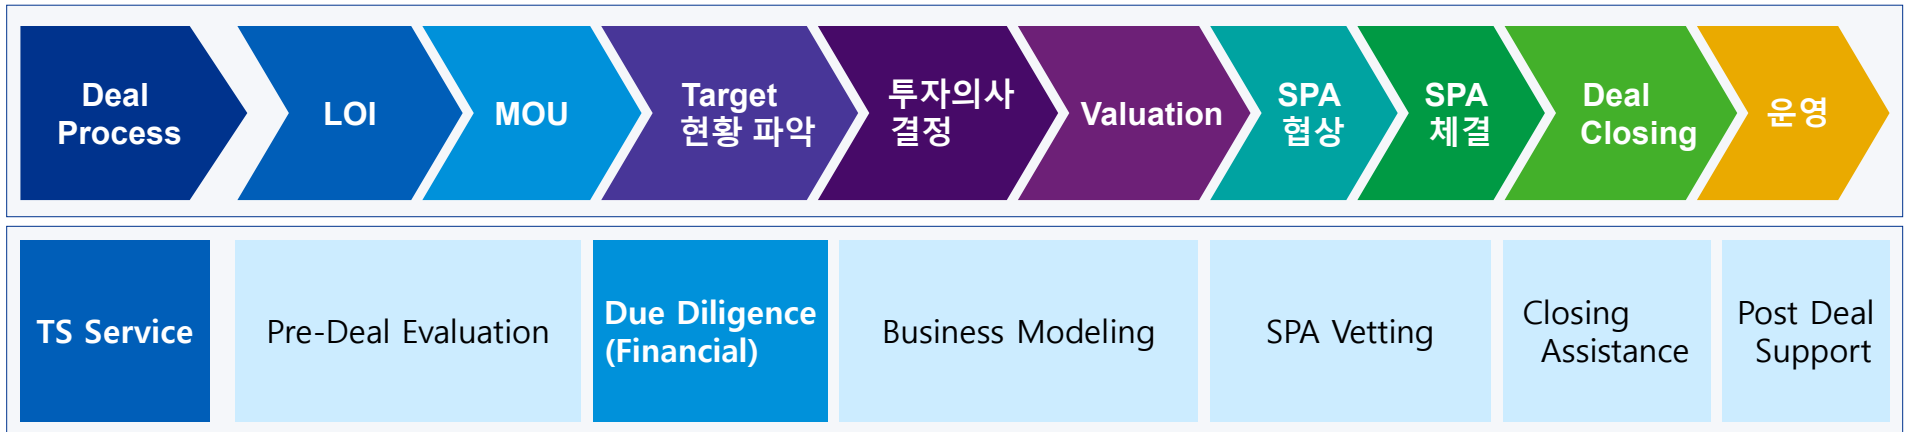 Deal
Process
LOI
MOU
Target
현황 파악
투자의사
결정
Valuation
SPA
협상
SPA
체결
Deal
Closing
운영
TS Service
Pre-Deal Evaluation
Due Diligence
(Financial)
Business Modeling
SPA Vetting
Closing
Assistance
Post Deal
Support